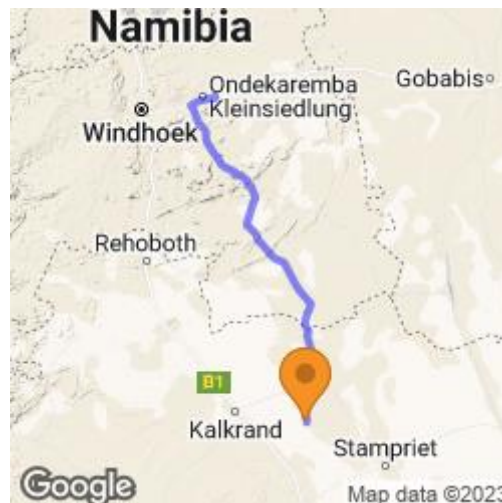 Namibia
Ondekaremba
Kleinsiedlung
Gobabis
Windhoek
Rehoboth
B1
Kalkrand
Stampriet
Google
Map data ©2023